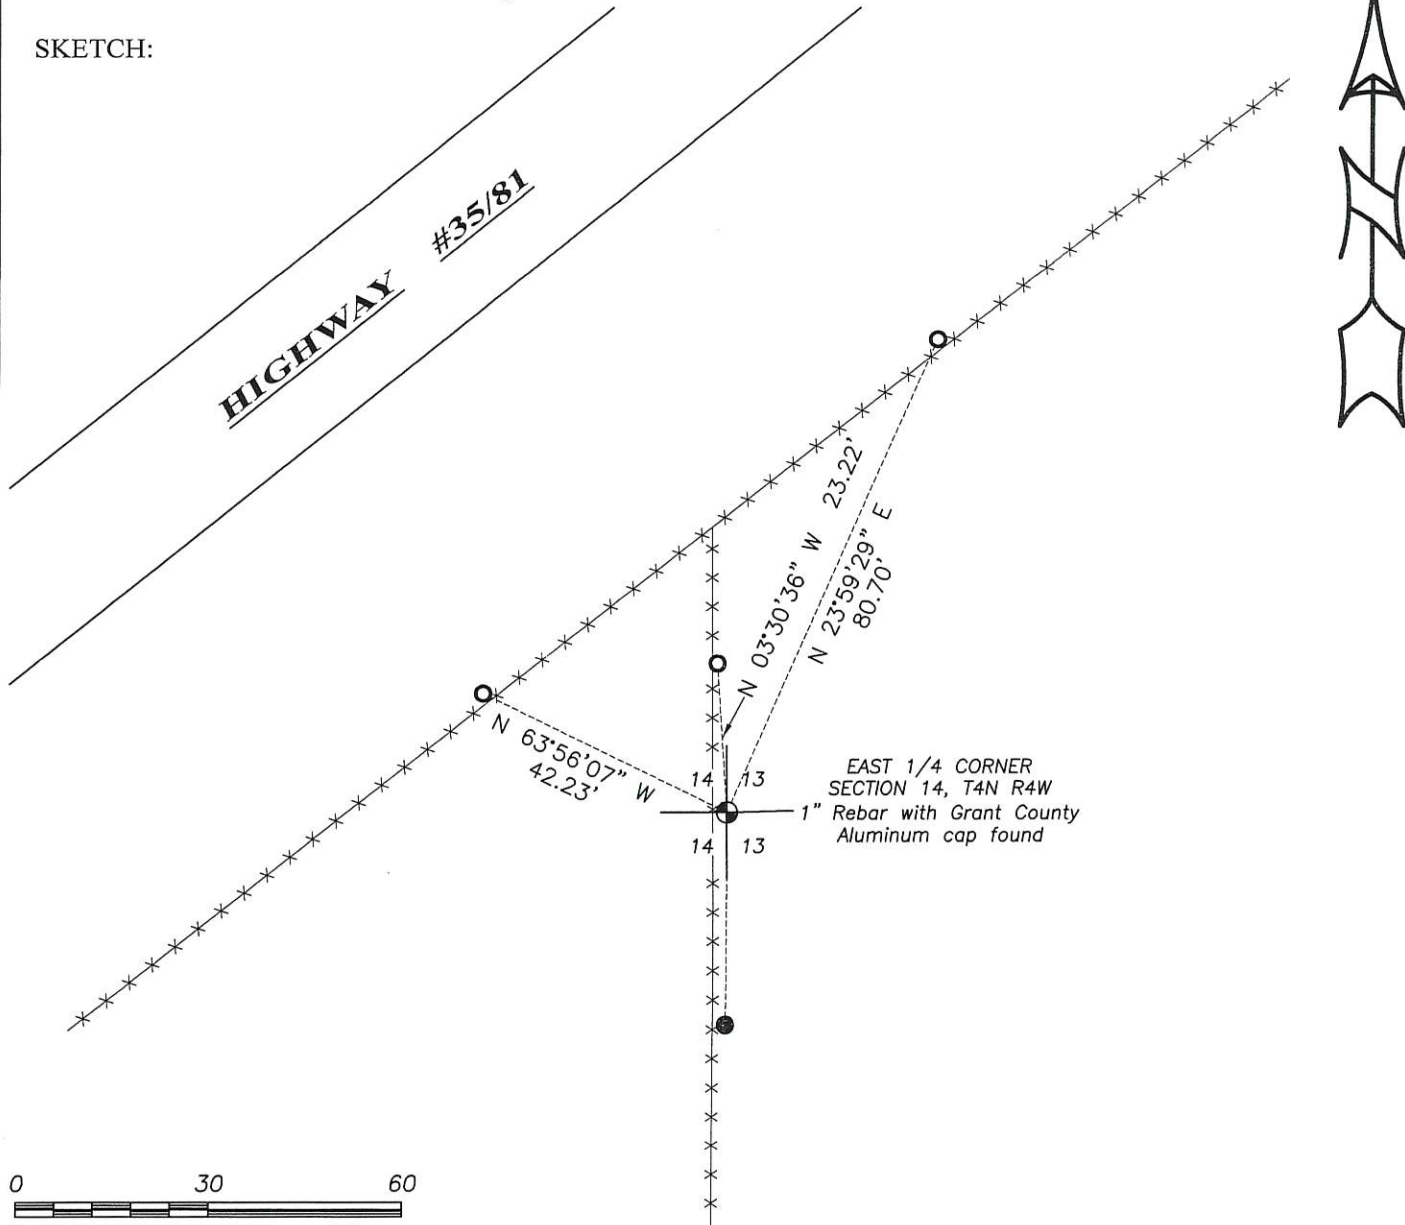 SKETCH:
HIGHWAY #35/81
N 03°30'36" W 23.22'
N 23°59'29" E
80.70'
N 63°56'07" W
42.23'
14 13
14 13
EAST 1/4 CORNER
SECTION 14, T4N R4W
1" Rebar with Grant County
Aluminum cap found
N
0 30 60